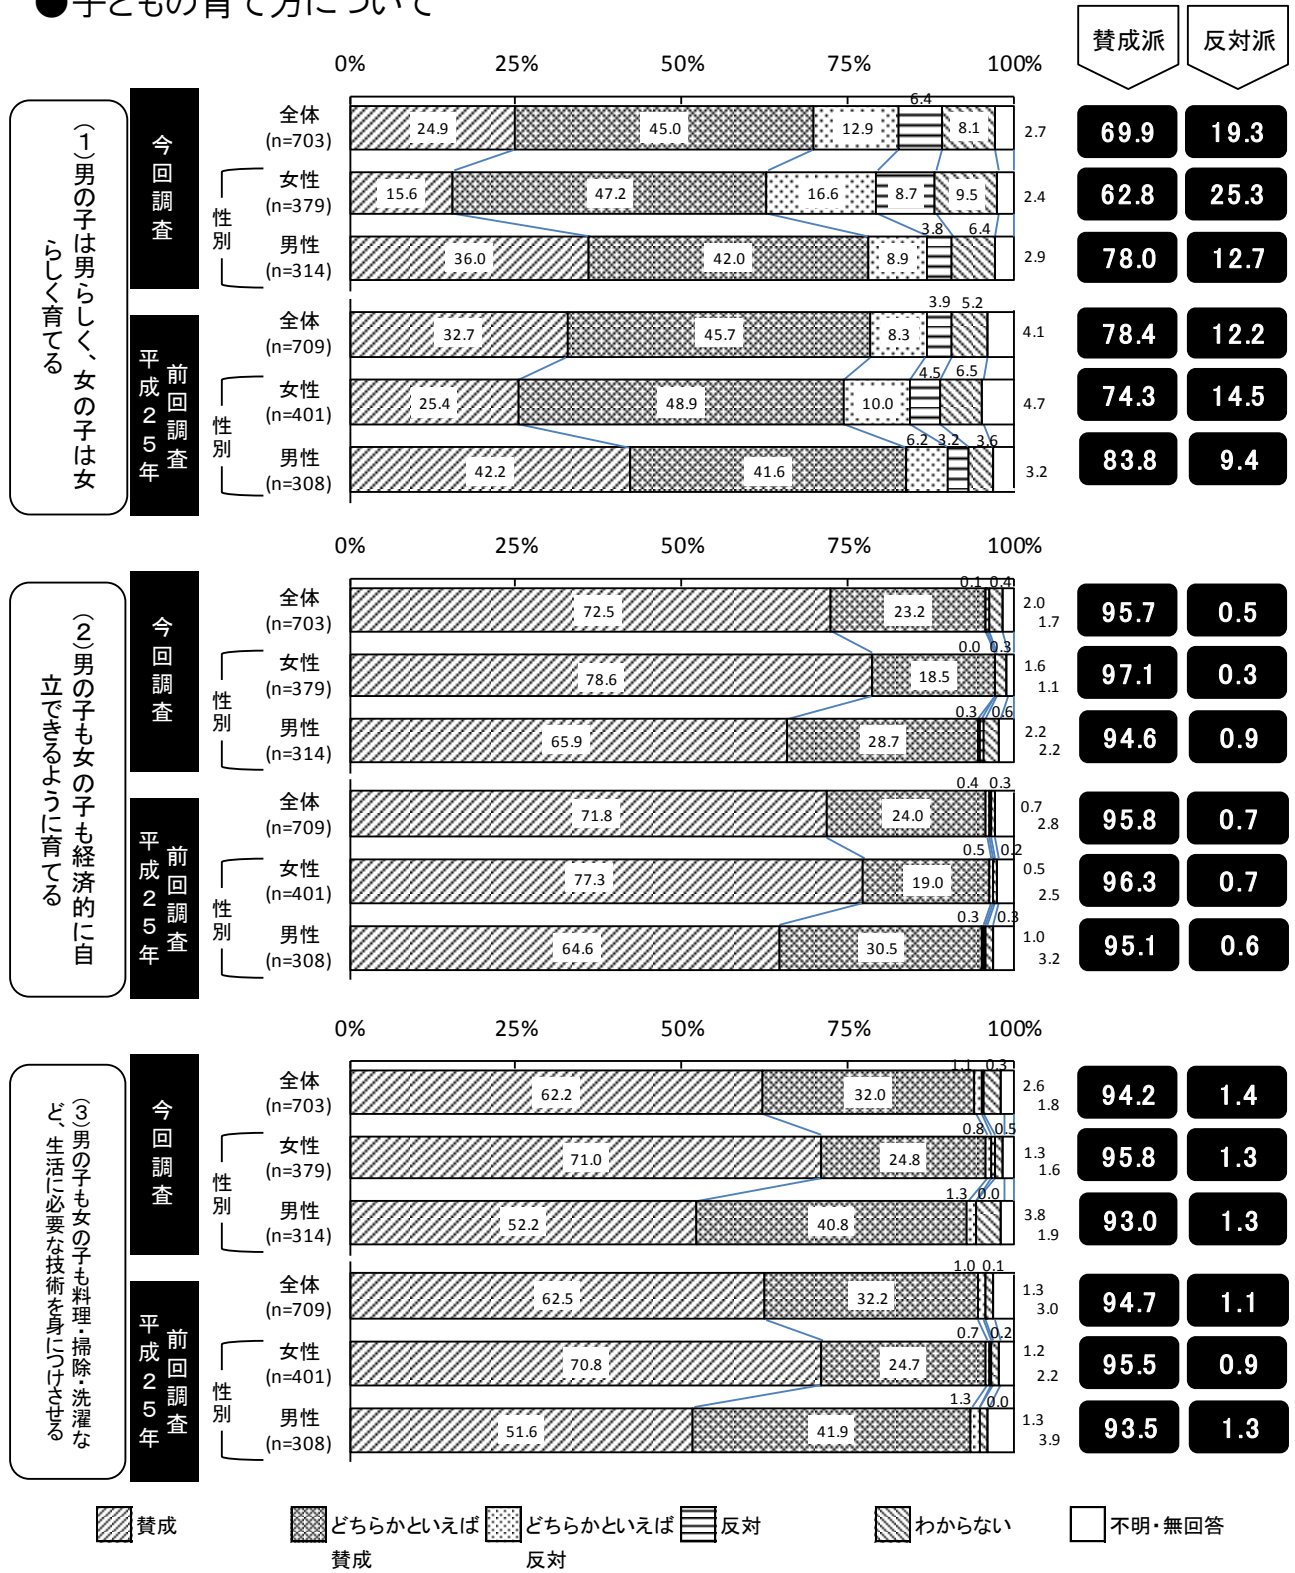 ●子どもの育て方について
賛成派 反対派
0% 25% 50% 75% 100%
(1)男の子は男らしく、女の子は女
らしく育てる
今回調査
全体
(n=703)
24.9 45.0 12.9 6.4 8.1 2.7 69.9 19.3
性別
女性
(n=379)
15.6 47.2 16.6 8.7 9.5 2.4 62.8 25.3
男性
(n=314)
36.0 42.0 8.9 3.8 6.4 2.9 78.0 12.7
前回調査
平成25年
全体
(n=709)
32.7 45.7 8.3 3.9 5.2 4.1 78.4 12.2
性別
女性
(n=401)
25.4 48.9 10.0 4.5 6.5 4.7 74.3 14.5
男性
(n=308)
42.2 41.6 6.2 3.2 3.6 3.2 83.8 9.4
0% 25% 50% 75% 100%
(2)男の子も女の子も経済的に自
立できるように育てる
今回調査
全体
(n=703)
72.5 23.2 0.1 0.4 2.0 1.7 95.7 0.5
性別
女性
(n=379)
78.6 18.5 0.0 0.3 1.6 1.1 97.1 0.3
男性
(n=314)
65.9 28.7 0.3 0.6 2.2 2.2 94.6 0.9
前回調査
平成25年
全体
(n=709)
71.8 24.0 0.4 0.3 0.7 2.8 95.8 0.7
性別
女性
(n=401)
77.3 19.0 0.5 0.2 0.5 2.5 96.3 0.7
男性
(n=308)
64.6 30.5 0.3 0.3 1.0 3.2 95.1 0.6
0% 25% 50% 75% 100%
(3)男の子も女の子も料理・掃除・洗濯な
ど、生活に必要な技術を身につけさせる
今回調査
全体
(n=703)
62.2 32.0 1.1 0.3 2.6 1.8 94.2 1.4
性別
女性
(n=379)
71.0 24.8 0.8 0.5 1.3 1.6 95.8 1.3
男性
(n=314)
52.2 40.8 1.3 0.0 3.8 1.9 93.0 1.3
前回調査
平成25年
全体
(n=709)
62.5 32.2 1.0 0.1 1.3 3.0 94.7 1.1
性別
女性
(n=401)
70.8 24.7 0.7 0.2 1.2 2.2 95.5 0.9
男性
(n=308)
51.6 41.9 1.3 0.0 1.3 3.9 93.5 1.3
賛成 どちらかといえば どちらかといえば 反対 わからない 不明・無回答
賛成 反対